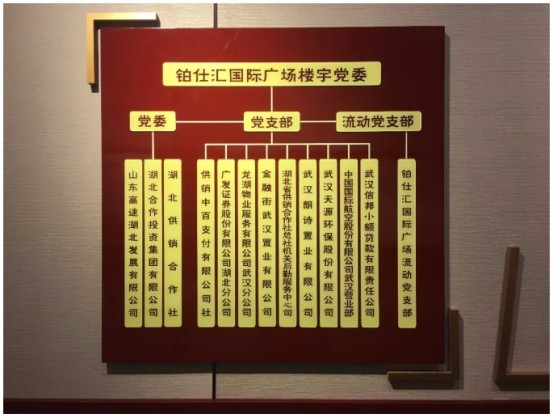 铂仕汇国际广场楼宇党委
党委
党支部
流动党支部
山东高速湖北发展有限公司
湖北合作投资集团有限公司
湖北供销合作社
供销中百支付有限公司社
广发证券股份有限公司湖北分公司
龙湖物业服务有限公司武汉分公司
金融街武汉置业有限公司
湖北省供销合作社总社机关后勤服务中心司
武汉朗诗置业有限公司
武汉天源环保股份有限公司
中国国际航空股份有限公司武汉营业部
武汉信邦小额贷款有限责任公司
铂仕汇国际广场流动党支部